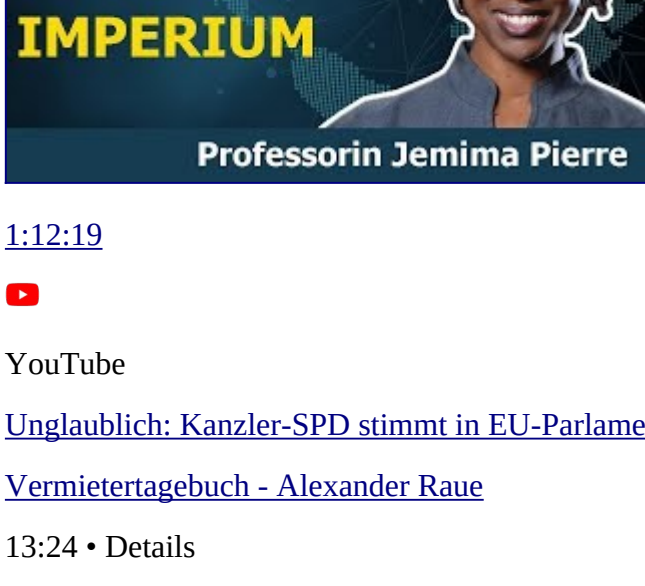 IMPERIUM
Professorin Jemima Pierre
1:12:19
YouTube
Unglaublich: Kanzler-SPD stimmt in EU-Parlame
Vermietertagebuch - Alexander Raue
13:24 • Details